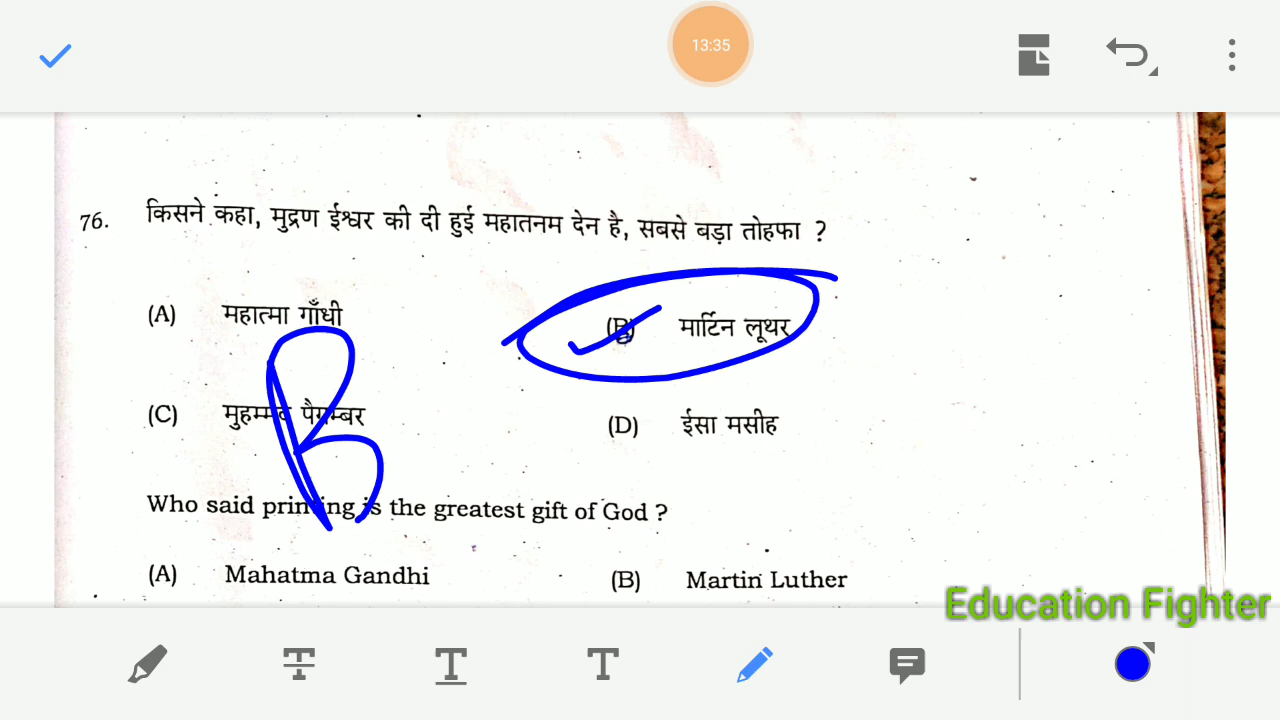 13:35
76. किसने कहा, मुद्रण ईश्वर की दी हुई महातनम देन है, सबसे बड़ा तोहफा ?
(A) महात्मा गाँधी (B) मार्टिन लूथर
(C) मुहम्मद पैगम्बर (D) ईसा मसीह
B
Who said printing is the greatest gift of God ?
(A) Mahatma Gandhi (B) Martin Luther
Education Fighter